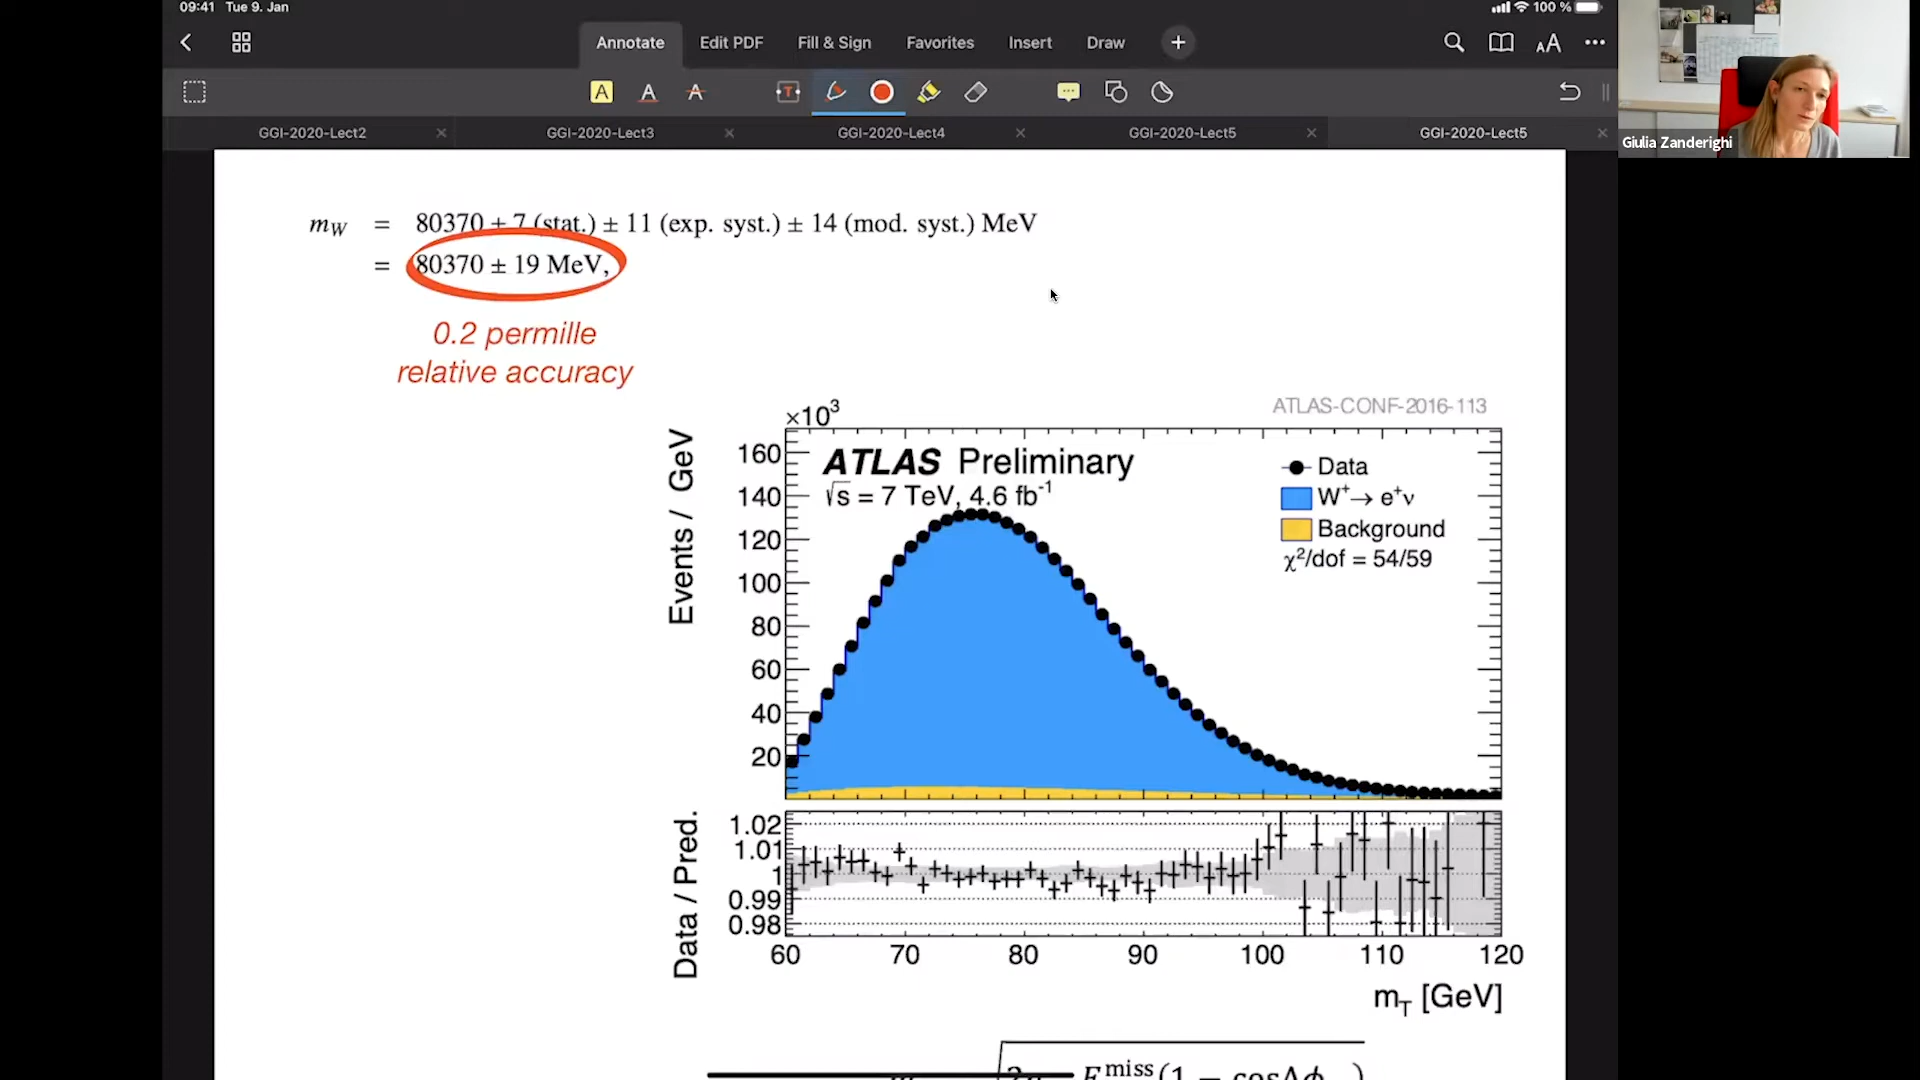 09:41 Tue 9. Jan
100 %
Annotate Edit PDF Fill & Sign Favorites Insert Draw
GGI-2020-Lect2 GGI-2020-Lect3 GGI-2020-Lect4 GGI-2020-Lect5 GGI-2020-Lect5
Giulia Zanderighi
m_W = 80370 ± 7 (stat.) ± 11 (exp. syst.) ± 14 (mod. syst.) MeV
= 80370 ± 19 MeV,
0.2 permille
relative accuracy
ATLAS-CONF-2016-113
×10³
Events / GeV
160
140
120
100
80
60
40
20
ATLAS Preliminary
√s = 7 TeV, 4.6 fb⁻¹
Data
W⁺→ e⁺ν
Background
χ²/dof = 54/59
Data / Pred.
1.02
1.01
1
0.99
0.98
60 70 80 90 100 110 120
m_T [GeV]
E^miss(1 − cosΔϕ